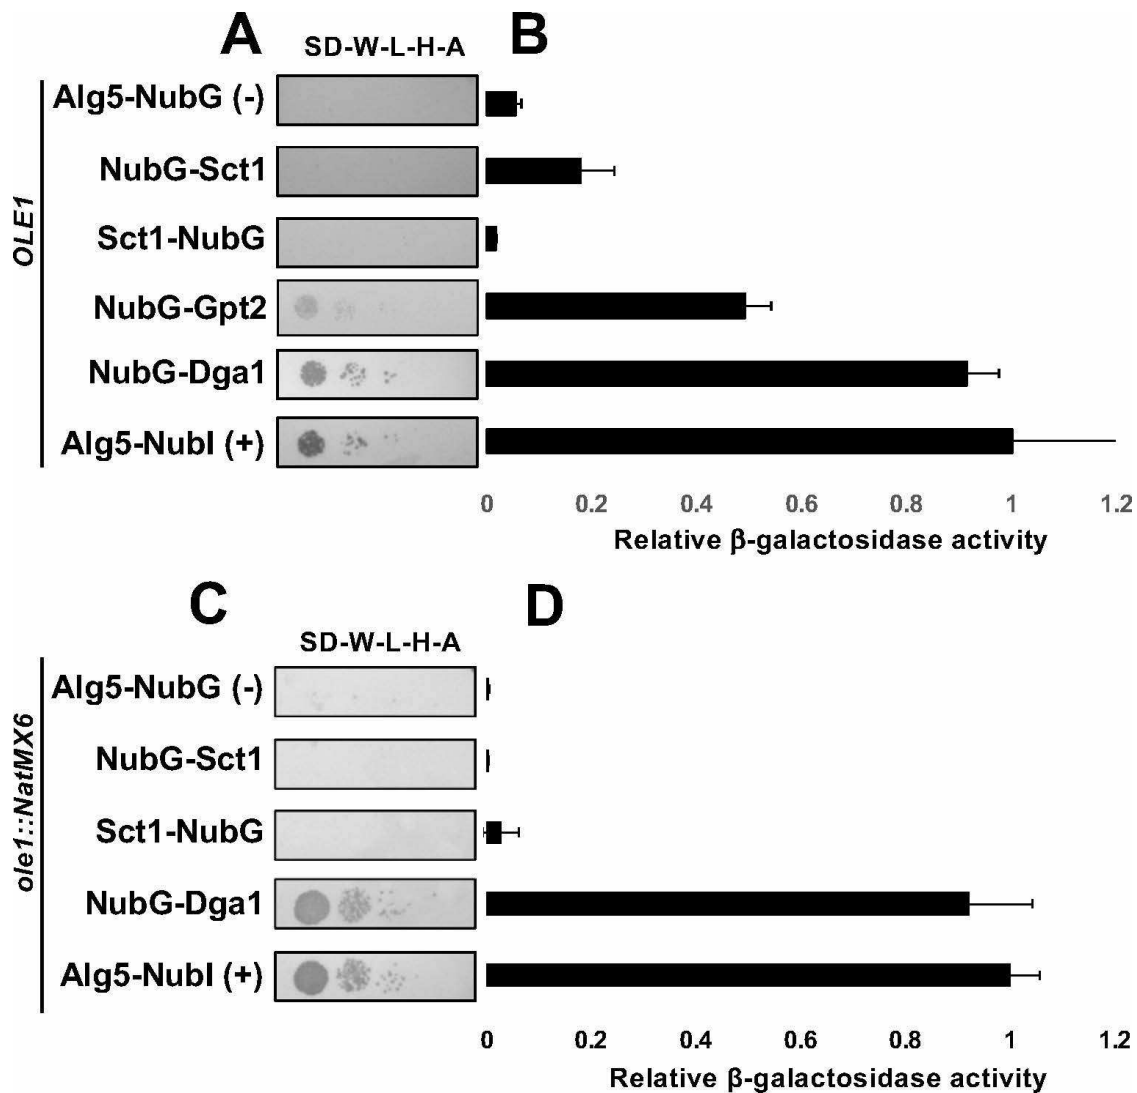 A
SD-W-L-H-A
B
OLE1
Alg5-NubG (-)
NubG-Sct1
Sct1-NubG
NubG-Gpt2
NubG-Dga1
Alg5-NubI (+)
0 0.2 0.4 0.6 0.8 1 1.2
Relative β-galactosidase activity
C
D
SD-W-L-H-A
ole1::NatMX6
Alg5-NubG (-)
NubG-Sct1
Sct1-NubG
NubG-Dga1
Alg5-NubI (+)
0 0.2 0.4 0.6 0.8 1 1.2
Relative β-galactosidase activity